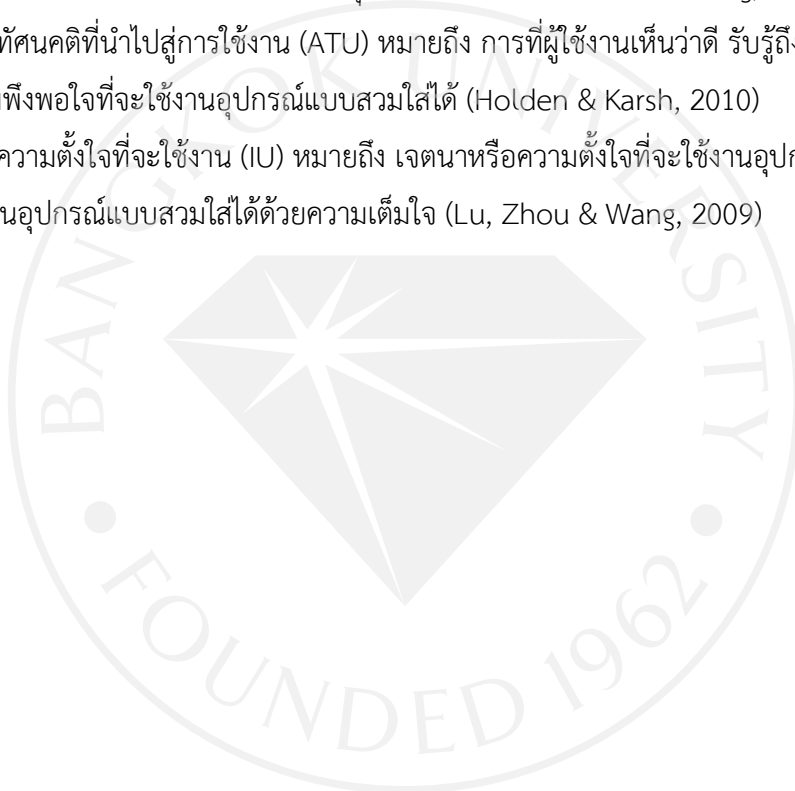 ทัศนคติที่นำไปสู่การใช้งาน (ATU) หมายถึง การที่ผู้ใช้งานเห็นว่าดี รับรู้ถึง
พึงพอใจที่จะใช้งานอุปกรณ์แบบสวมใส่ได้ (Holden & Karsh, 2010)
ความตั้งใจที่จะใช้งาน (IU) หมายถึง เจตนาหรือความตั้งใจที่จะใช้งานอุป
นอุปกรณ์แบบสวมใส่ได้ด้วยความเต็มใจ (Lu, Zhou & Wang, 2009)
BANGKOK UNIVERSITY
FOUNDED 1962